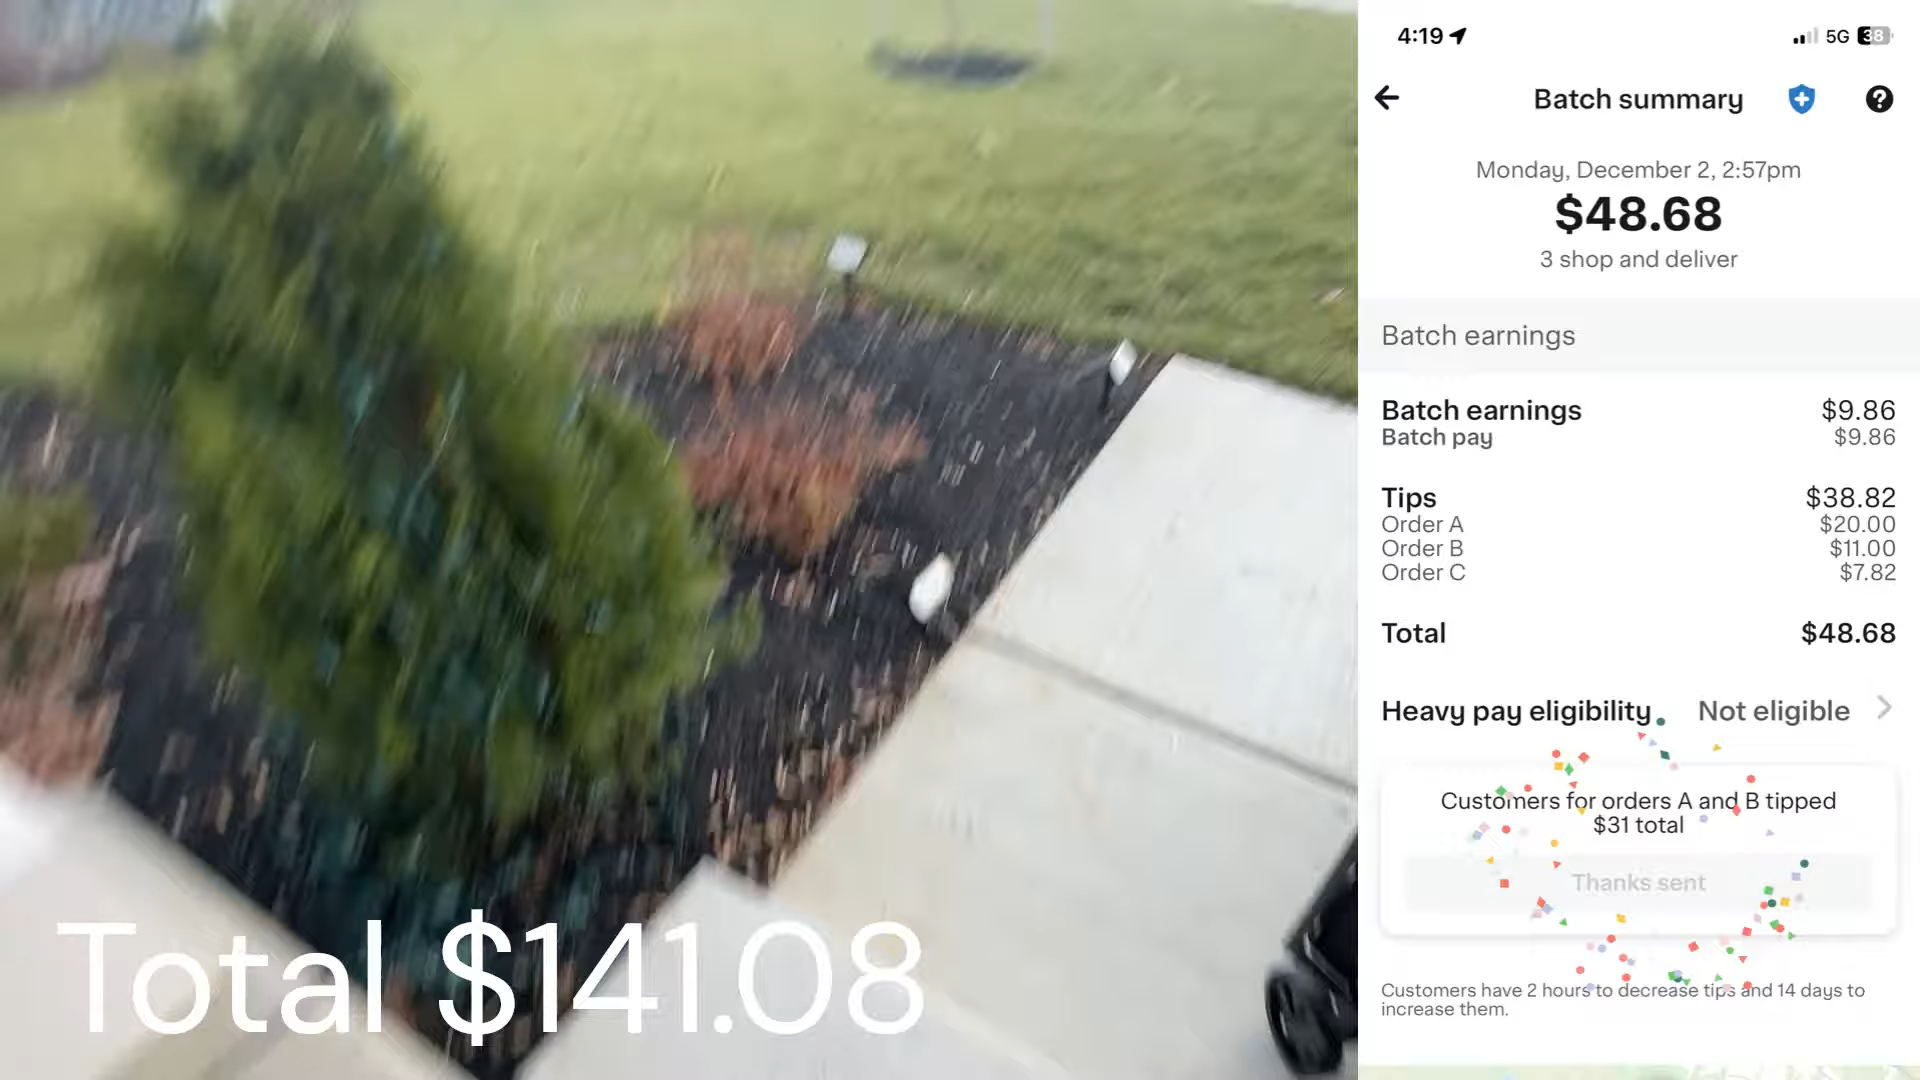 Total $141.08
4:19
5G
38
Batch summary
Monday, December 2, 2:57pm
$48.68
3 shop and deliver
Batch earnings
Batch earnings $9.86
Batch pay $9.86
Tips $38.82
Order A $20.00
Order B $11.00
Order C $7.82
Total $48.68
Heavy pay eligibility Not eligible
Customers for orders A and B tipped
$31 total
Thanks sent
Customers have 2 hours to decrease tips and 14 days to
increase them.